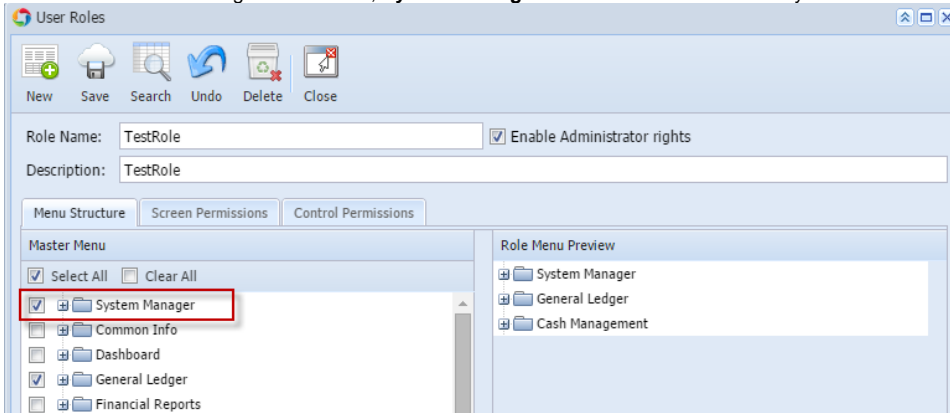 User Roles
New Save Search Undo Delete Close
Role Name: TestRole Enable Administrator rights
Description: TestRole
Menu Structure Screen Permissions Control Permissions
Master Menu Role Menu Preview
Select All Clear All
System Manager
Common Info
Dashboard
General Ledger
Financial Reports
System Manager
General Ledger
Cash Management